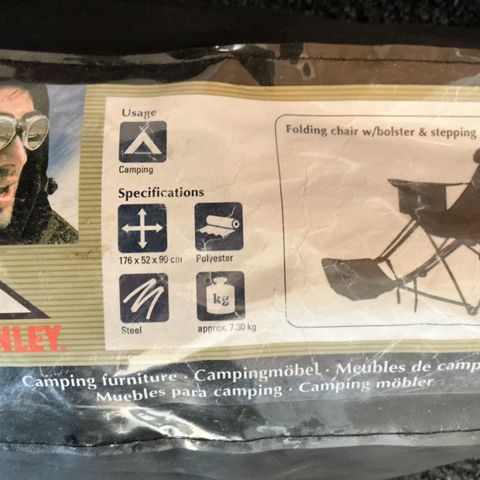 Usage
Camping
Folding chair w/bolster & stepping
Specifications
176 x 52 x 90 cm
Polyester
kg
Steel
approx. 7.30 kg
NLEY.
Camping furniture · Campingmöbel · Meubles de camp
Muebles para camping · Camping möbler